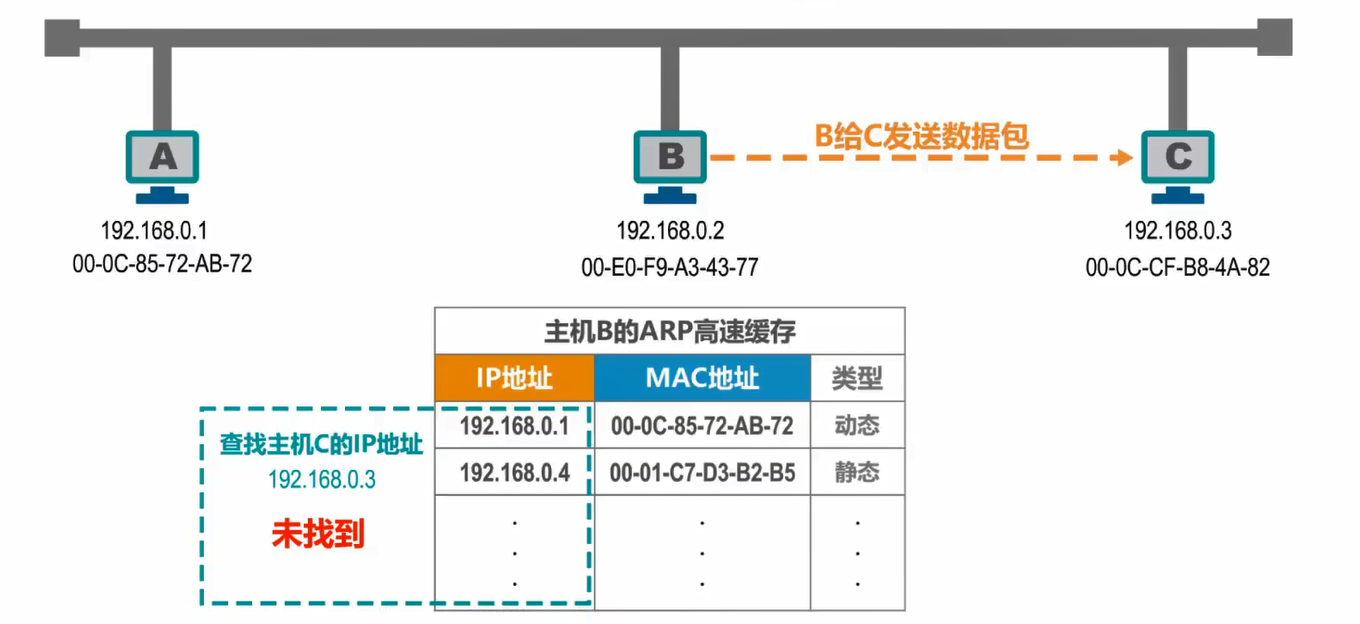 B给C发送数据包
A
B
C
192.168.0.1
192.168.0.2
192.168.0.3
00-0C-85-72-AB-72
00-E0-F9-A3-43-77
00-0C-CF-B8-4A-82
主机B的ARP高速缓存
IP地址 MAC地址 类型
192.168.0.1 00-0C-85-72-AB-72 动态
192.168.0.4 00-01-C7-D3-B2-B5 静态
. . .
. . .
. . .
查找主机C的IP地址
192.168.0.3
未找到